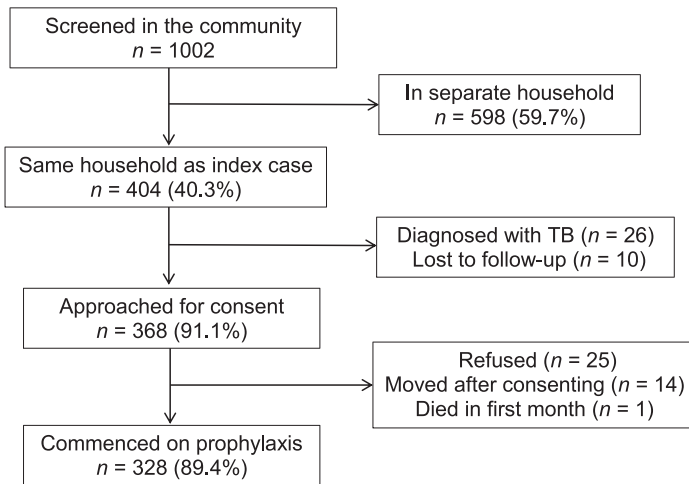 Screened in the community
n = 1002
In separate household
n = 598 (59.7%)
Same household as index case
n = 404 (40.3%)
Diagnosed with TB (n = 26)
Lost to follow-up (n = 10)
Approached for consent
n = 368 (91.1%)
Refused (n = 25)
Moved after consenting (n = 14)
Died in first month (n = 1)
Commenced on prophylaxis
n = 328 (89.4%)